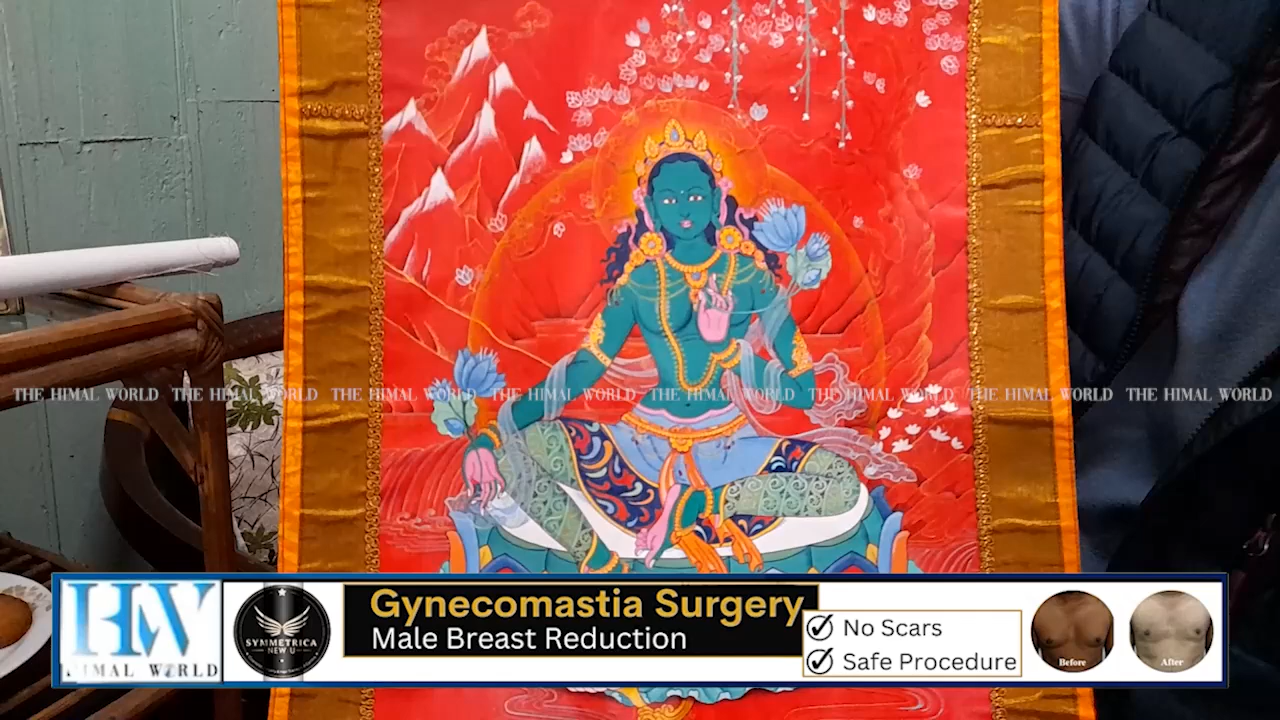 THE HIMAL WORLD THE HIMAL WORLD THE HIMAL WORLD THE HIMAL WORLD THE HIMAL WORLD THE HIMAL WORLD THE HIMAL WORLD THE HIMAL WORLD
HW
HIMAL WORLD
SYMMETRICA
NEW U
Gynecomastia Surgery
Male Breast Reduction
No Scars
Safe Procedure
Before
After